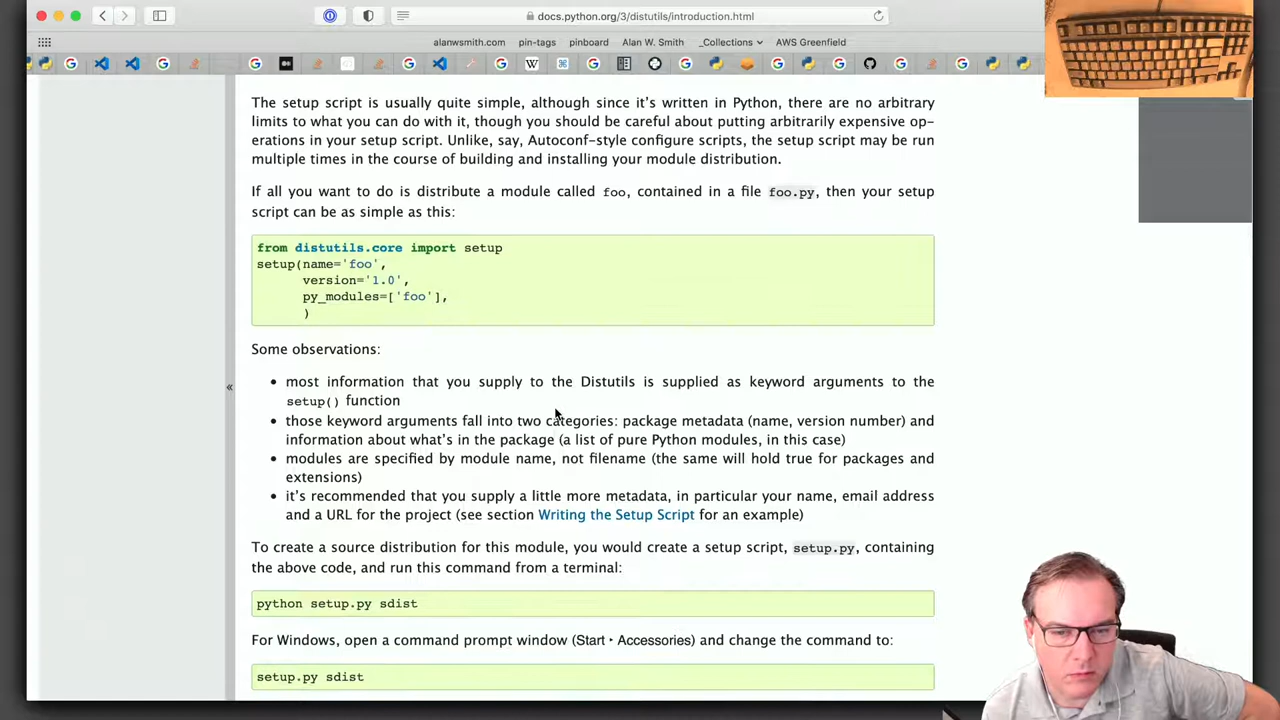 docs.python.org/3/distutils/introduction.html
alanwsmith.com pin-tags pinboard Alan W. Smith _Collections AWS Greenfield
The setup script is usually quite simple, although since it's written in Python, there are no arbitrary
limits to what you can do with it, though you should be careful about putting arbitrarily expensive op-
erations in your setup script. Unlike, say, Autoconf-style configure scripts, the setup script may be run
multiple times in the course of building and installing your module distribution.
If all you want to do is distribute a module called foo, contained in a file foo.py, then your setup
script can be as simple as this:
from distutils.core import setup
setup(name='foo',
version='1.0',
py_modules=['foo'],
)
Some observations:
• most information that you supply to the Distutils is supplied as keyword arguments to the
setup() function
• those keyword arguments fall into two categories: package metadata (name, version number) and
information about what's in the package (a list of pure Python modules, in this case)
• modules are specified by module name, not filename (the same will hold true for packages and
extensions)
• it's recommended that you supply a little more metadata, in particular your name, email address
and a URL for the project (see section Writing the Setup Script for an example)
To create a source distribution for this module, you would create a setup script, setup.py, containing
the above code, and run this command from a terminal:
python setup.py sdist
For Windows, open a command prompt window (Start ‣ Accessories) and change the command to:
setup.py sdist